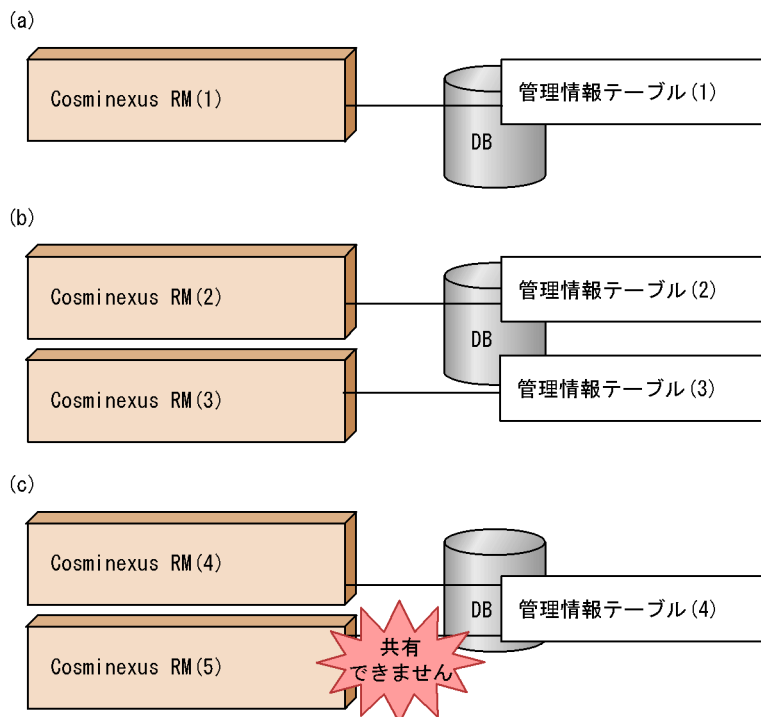 (a)
Cosminexus RM(1)
管理情報テーブル(1)
DB
(b)
Cosminexus RM(2)
管理情報テーブル(2)
DB
Cosminexus RM(3)
管理情報テーブル(3)
(c)
Cosminexus RM(4)
管理情報テーブル(4)
DB
Cosminexus RM(5)
共有
できません